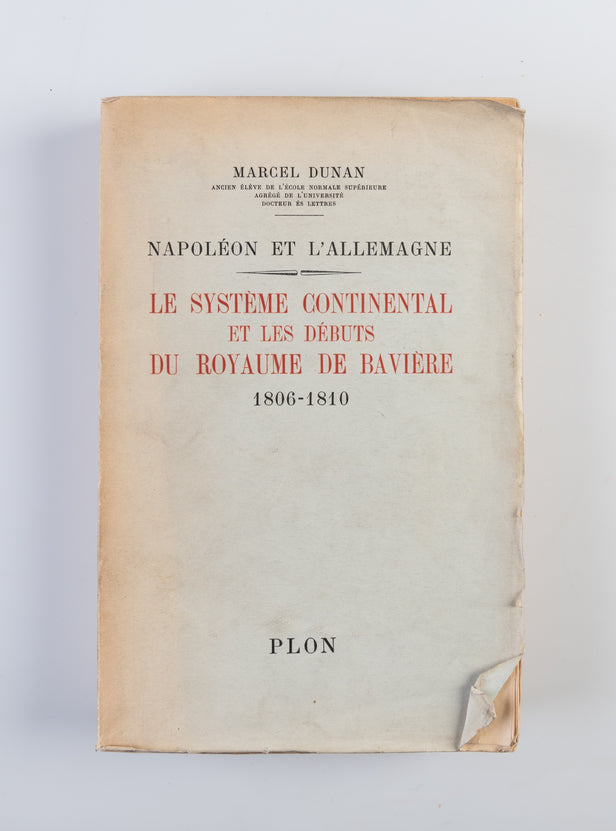 MARCEL DUNAN
ANCIEN ÉLÈVE DE L'ÉCOLE NORMALE SUPÉRIEURE
AGRÉGÉ DE L'UNIVERSITÉ
DOCTEUR ÈS LETTRES
NAPOLÉON ET L'ALLEMAGNE
LE SYSTÈME CONTINENTAL
ET LES DÉBUTS
DU ROYAUME DE BAVIÈRE
1806-1810
PLON